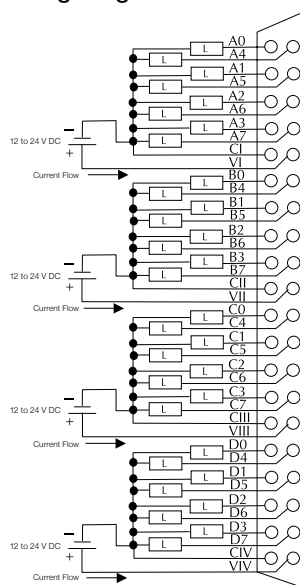 L A0
L A4
L A1
L A5
L A2
L A6
L A3
L A7
CI
VI
12 to 24 V DC
−
+
Current Flow
L B0
L B4
L B1
L B5
L B2
L B6
L B3
L B7
CII
VII
12 to 24 V DC
−
+
Current Flow
L C0
L C4
L C1
L C5
L C2
L C6
L C3
L C7
CIII
VIII
12 to 24 V DC
−
+
Current Flow
L D0
L D4
L D1
L D5
L D2
L D6
L D3
L D7
CIV
VIV
12 to 24 V DC
−
+
Current Flow